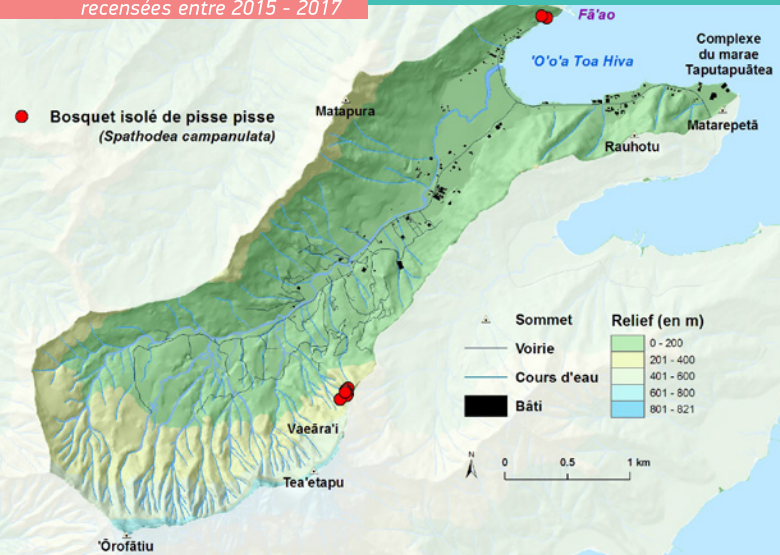 recensées entre 2015 - 2017
Fā'ao
'O'o'a Toa Hiva
Complexe
du marae
Taputapuātea
Matapura
Bosquet isolé de pisse pisse
(Spathodea campanulata)
Matarepetā
Rauhotu
Sommet
Voirie
Cours d'eau
Bâti
Relief (en m)
0 - 200
201 - 400
401 - 600
601 - 800
801 - 821
Vaeāra'i
Tea'etapu
'Ōrofātiu
N
0 0.5 1 km